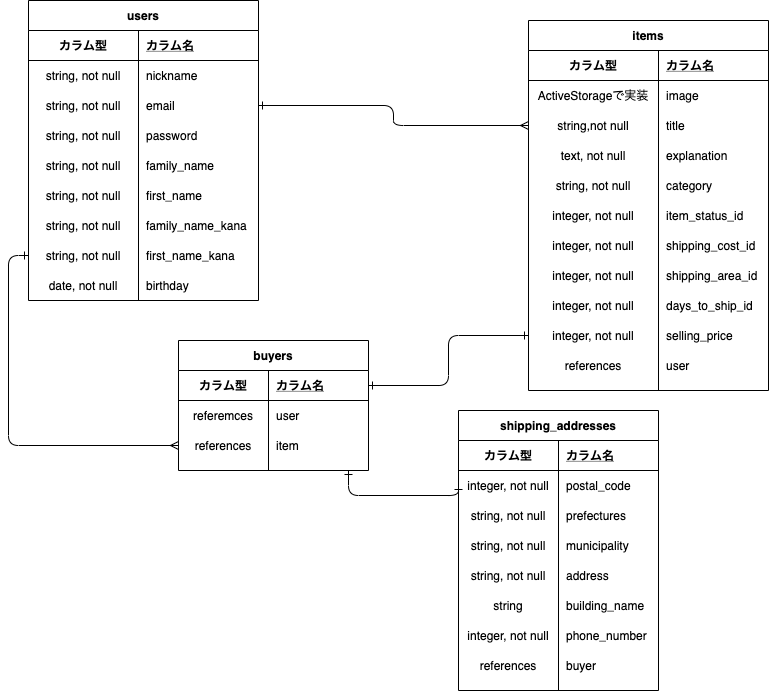 users
カラム型 カラム名
string, not null nickname
string, not null email
string, not null password
string, not null family_name
string, not null first_name
string, not null family_name_kana
string, not null first_name_kana
date, not null birthday
items
カラム型 カラム名
ActiveStorageで実装 image
string,not null title
text, not null explanation
string, not null category
integer, not null item_status_id
integer, not null shipping_cost_id
integer, not null shipping_area_id
integer, not null days_to_ship_id
integer, not null selling_price
references user
buyers
カラム型 カラム名
referemces user
references item
shipping_addresses
カラム型 カラム名
integer, not null postal_code
string, not null prefectures
string, not null municipality
string, not null address
string building_name
integer, not null phone_number
references buyer